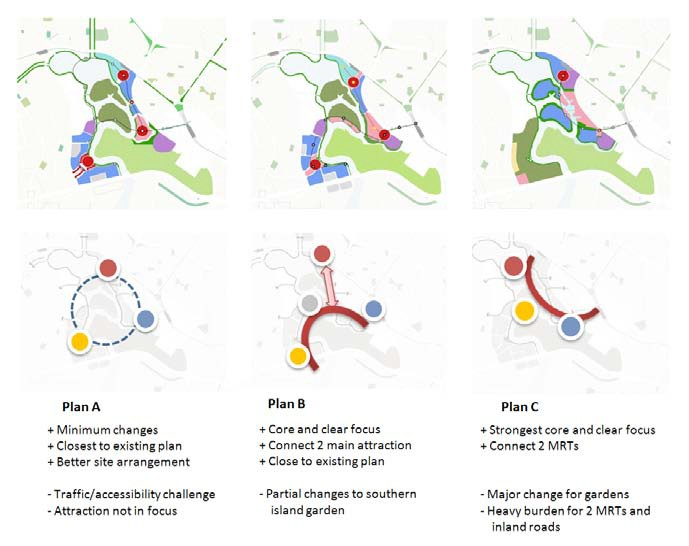 Plan A
+ Minimum changes
+ Closest to existing plan
+ Better site arrangement
- Traffic/accessibility challenge
- Attraction not in focus
Plan B
+ Core and clear focus
+ Connect 2 main attraction
+ Close to existing plan
- Partial changes to southern
island garden
Plan C
+ Strongest core and clear focus
+ Connect 2 MRTs
- Major change for gardens
- Heavy burden for 2 MRTs and
inland roads